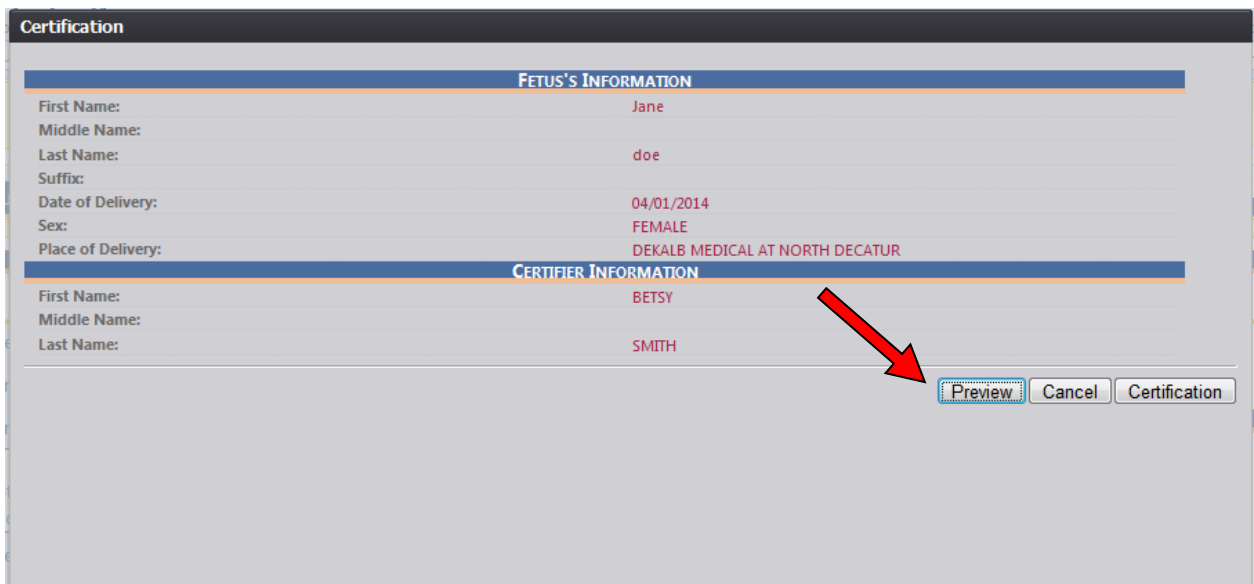 Certification
FETUS'S INFORMATION
First Name: Jane
Middle Name:
Last Name: doe
Suffix:
Date of Delivery: 04/01/2014
Sex: FEMALE
Place of Delivery: DEKALB MEDICAL AT NORTH DECATUR
CERTIFIER INFORMATION
First Name: BETSY
Middle Name:
Last Name: SMITH
Preview Cancel Certification